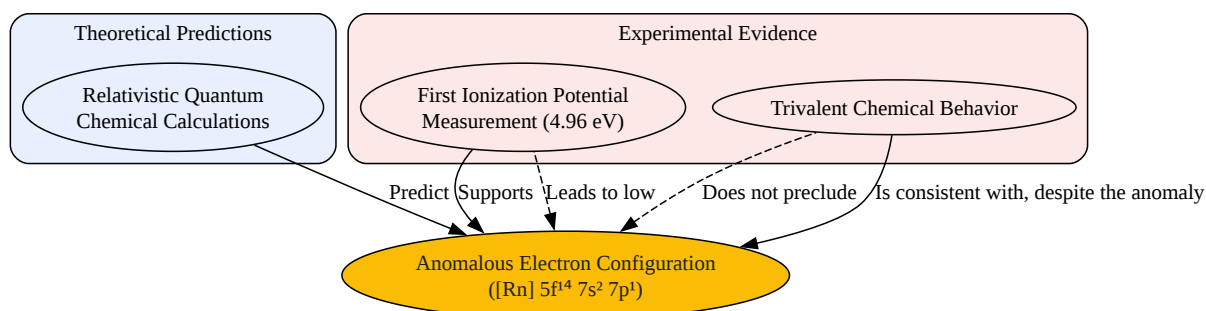 Theoretical Predictions
Experimental Evidence
Relativistic Quantum
Chemical Calculations
First Ionization Potential
Measurement (4.96 eV)
Trivalent Chemical Behavior
Predict
Supports
Leads to low
Does not preclude
Is consistent with, despite the anomaly
Anomalous Electron Configuration
([Rn] 5f¹⁴ 7s² 7p¹)